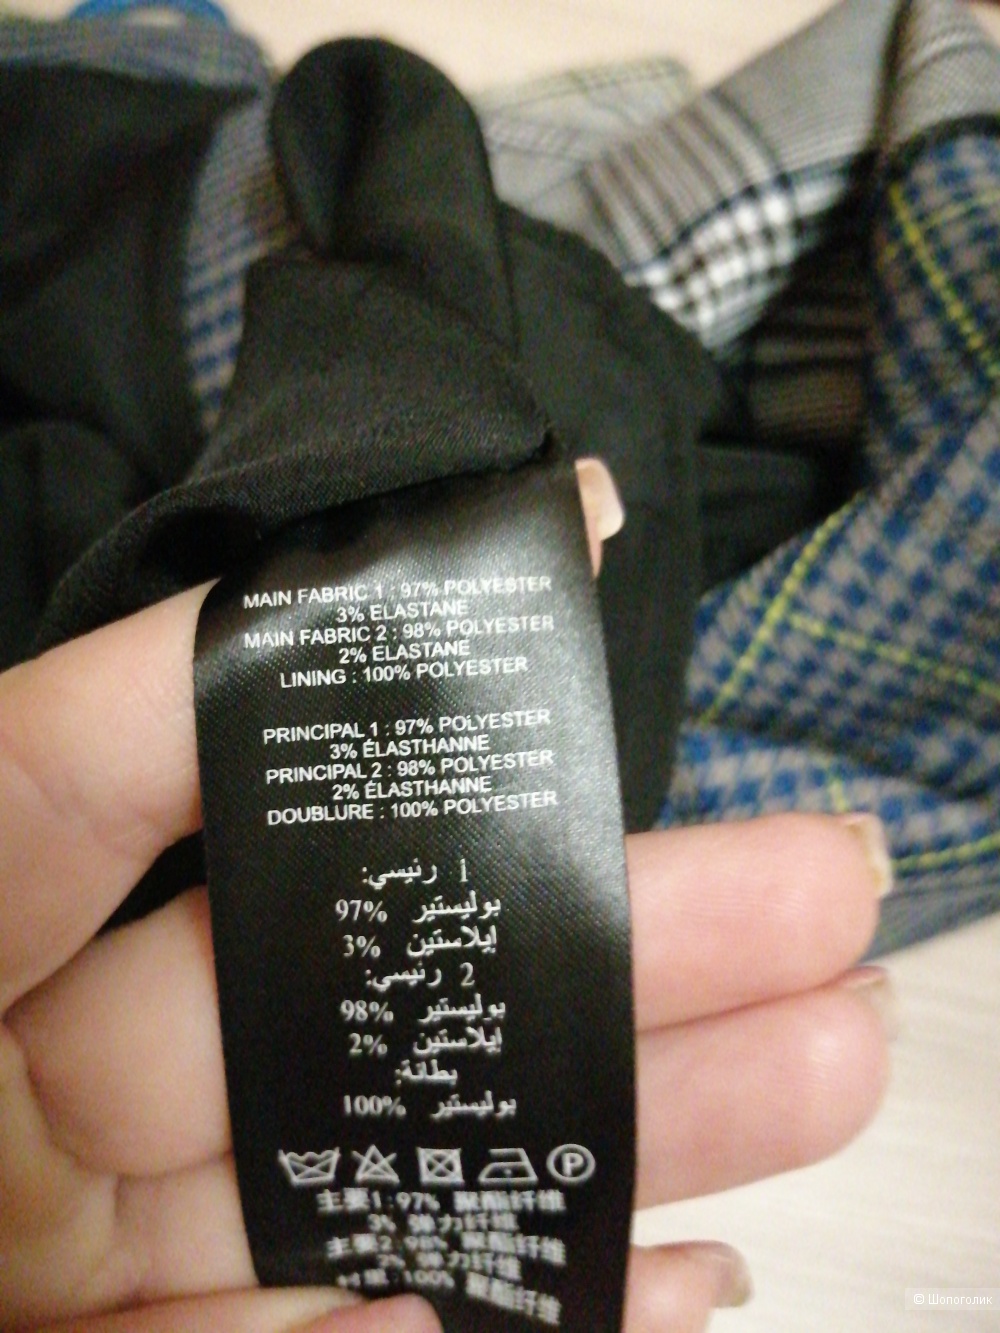 MAIN FABRIC 1 : 97% POLYESTER
3% ELASTANE
MAIN FABRIC 2 : 98% POLYESTER
2% ELASTANE
LINING : 100% POLYESTER
PRINCIPAL 1 : 97% POLYESTER
3% ÉLASTHANNE
PRINCIPAL 2 : 98% POLYESTER
2% ÉLASTHANNE
DOUBLURE : 100% POLYESTER
1 رئيسي:
بوليستير 97%
إيلاستين 3%
2 رئيسي:
بوليستير 98%
إيلاستين 2%
بطانة:
بوليستير 100%
P
主要1:97% 聚酯纤维
3% 弹力纤维
主要2:98% 聚酯纤维
2% 弹力纤维
100% 聚酯纤维
© Шопоголик